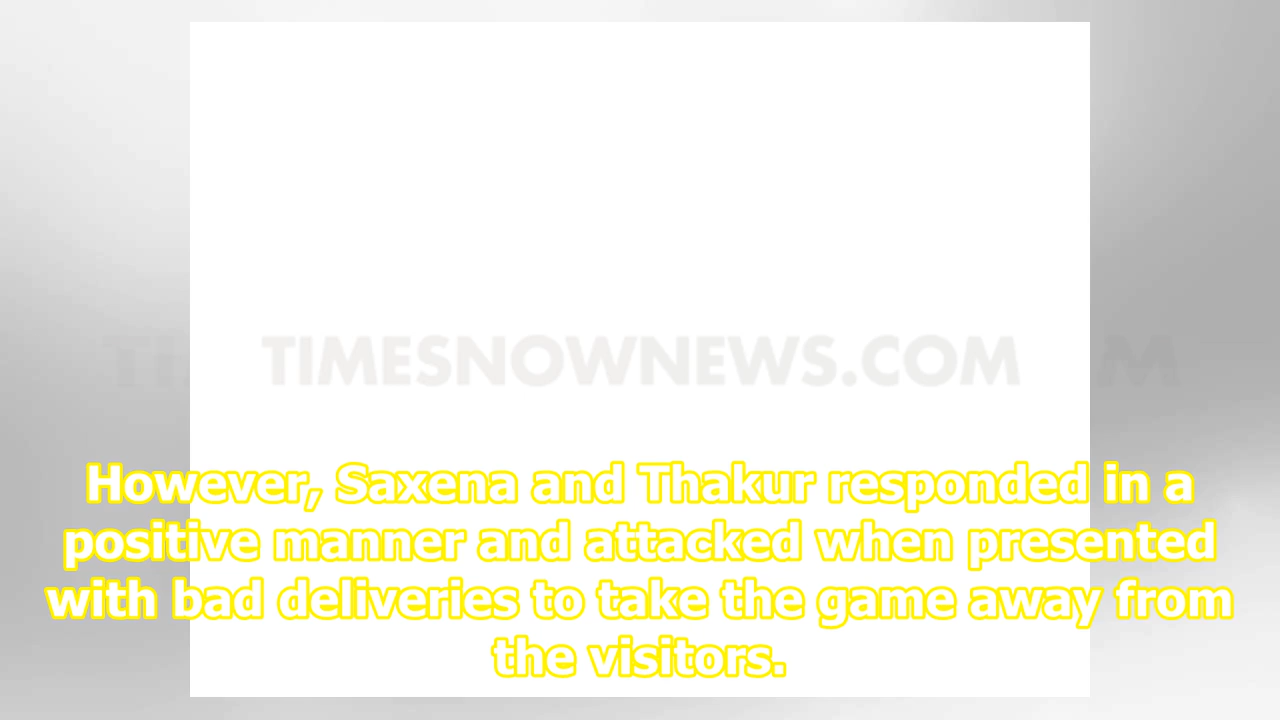 TIMESNOWNEWS.COM
However, Saxena and Thakur responded in a
positive manner and attacked when presented
with bad deliveries to take the game away from
the visitors.